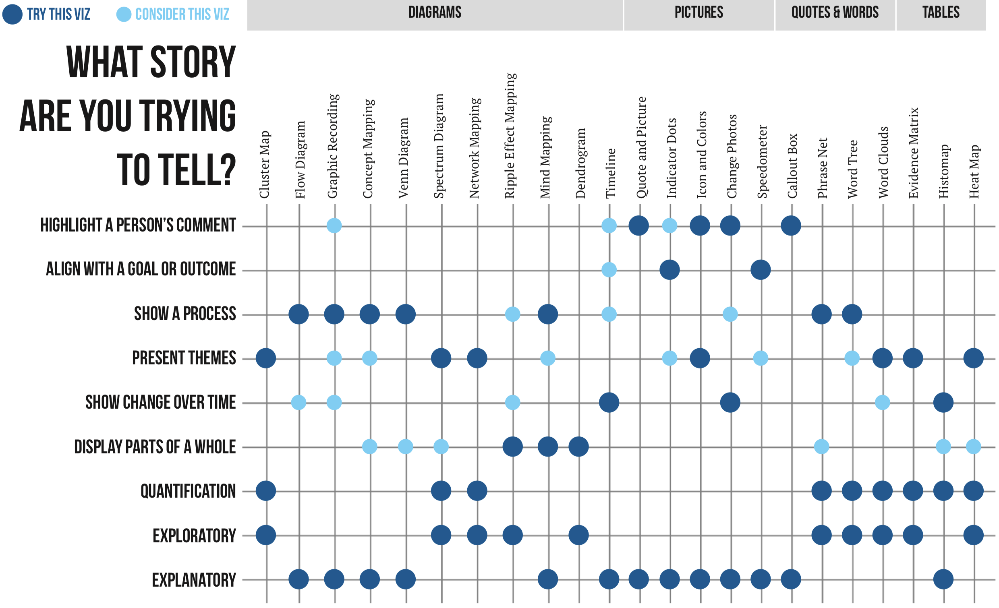 TRY THIS VIZ
CONSIDER THIS VIZ
DIAGRAMS
PICTURES
QUOTES & WORDS
TABLES
WHAT STORY
ARE YOU TRYING
TO TELL?
Cluster Map
Flow Diagram
Graphic Recording
Concept Mapping
Venn Diagram
Spectrum Diagram
Network Mapping
Ripple Effect Mapping
Mind Mapping
Dendrogram
Timeline
Quote and Picture
Indicator Dots
Icon and Colors
Change Photos
Speedometer
Callout Box
Phrase Net
Word Tree
Word Clouds
Evidence Matrix
Histomap
Heat Map
HIGHLIGHT A PERSON’S COMMENT
ALIGN WITH A GOAL OR OUTCOME
SHOW A PROCESS
PRESENT THEMES
SHOW CHANGE OVER TIME
DISPLAY PARTS OF A WHOLE
QUANTIFICATION
EXPLORATORY
EXPLANATORY